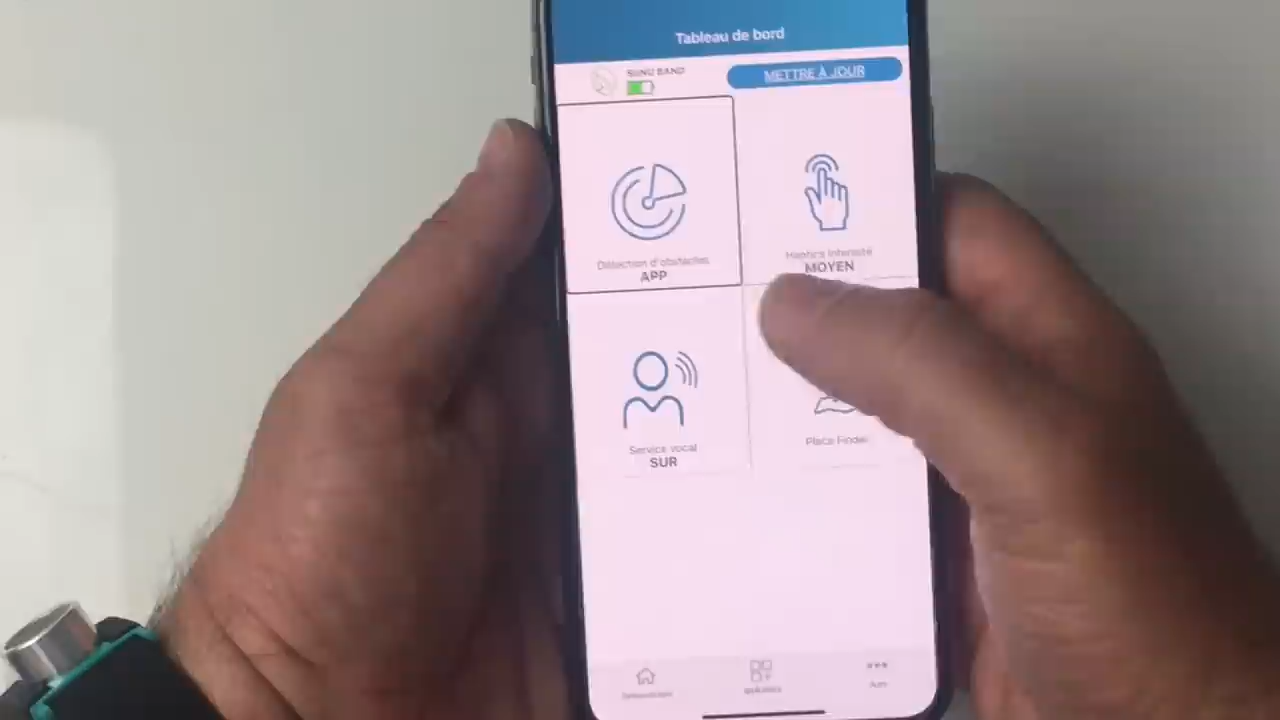 Tableau de bord
SUNU BAND
METTRE À JOUR
Détection d'obstacles
APP
Haptics Intensité
MOYEN
Service vocal
SUR
Place Finder